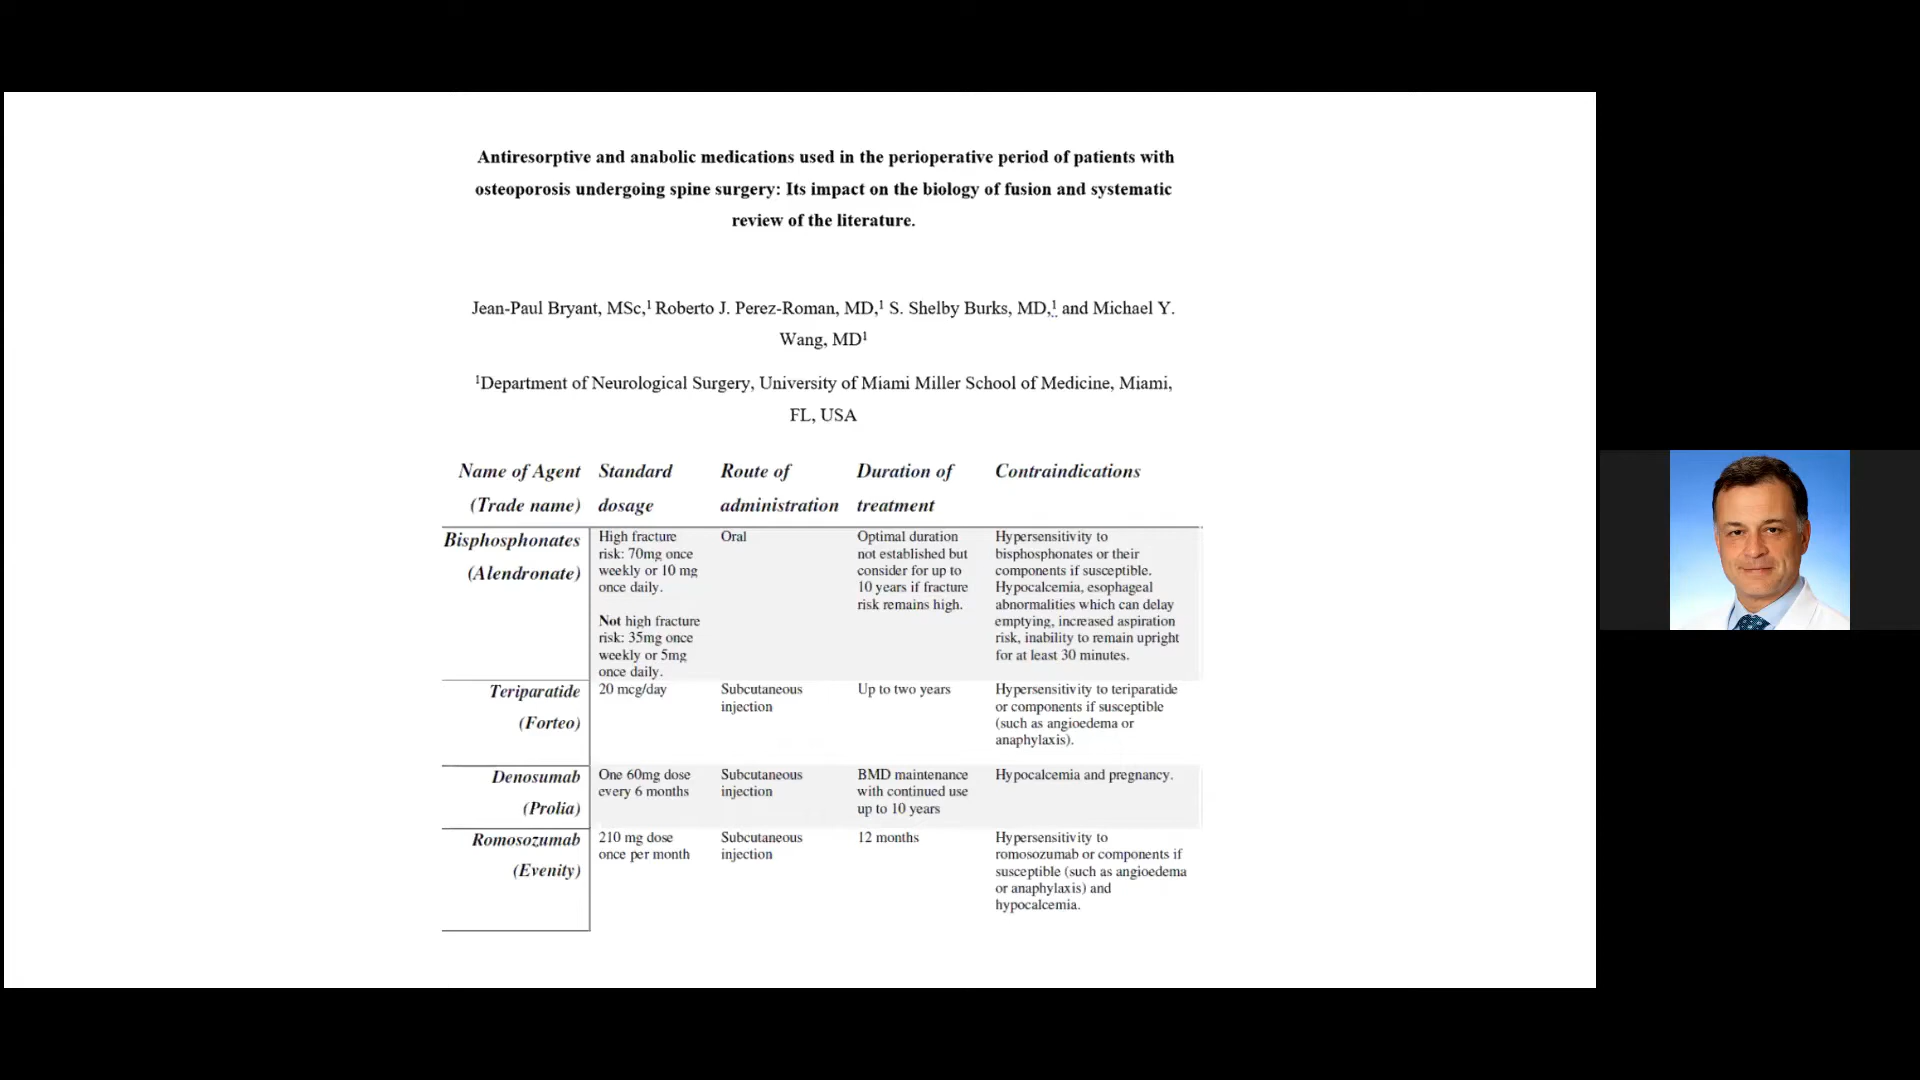 Antiresorptive and anabolic medications used in the perioperative period of patients with
osteoporosis undergoing spine surgery: Its impact on the biology of fusion and systematic
review of the literature.
Jean-Paul Bryant, MSc,¹ Roberto J. Perez-Roman, MD,¹ S. Shelby Burks, MD,¹ and Michael Y.
Wang, MD¹
¹Department of Neurological Surgery, University of Miami Miller School of Medicine, Miami,
FL, USA
Name of Agent
(Trade name)
Standard
dosage
Route of
administration
Duration of
treatment
Contraindications
Bisphosphonates
(Alendronate)
High fracture
risk: 70mg once
weekly or 10 mg
once daily.
Not high fracture
risk: 35mg once
weekly or 5mg
once daily.
Oral
Optimal duration
not established but
consider for up to
10 years if fracture
risk remains high.
Hypersensitivity to
bisphosphonates or their
components if susceptible.
Hypocalcemia, esophageal
abnormalities which can delay
emptying, increased aspiration
risk, inability to remain upright
for at least 30 minutes.
Teriparatide
(Forteo)
20 mcg/day
Subcutaneous
injection
Up to two years
Hypersensitivity to teriparatide
or components if susceptible
(such as angioedema or
anaphylaxis).
Denosumab
(Prolia)
One 60mg dose
every 6 months
Subcutaneous
injection
BMD maintenance
with continued use
up to 10 years
Hypocalcemia and pregnancy.
Romosozumab
(Evenity)
210 mg dose
once per month
Subcutaneous
injection
12 months
Hypersensitivity to
romosozumab or components if
susceptible (such as angioedema
or anaphylaxis) and
hypocalcemia.